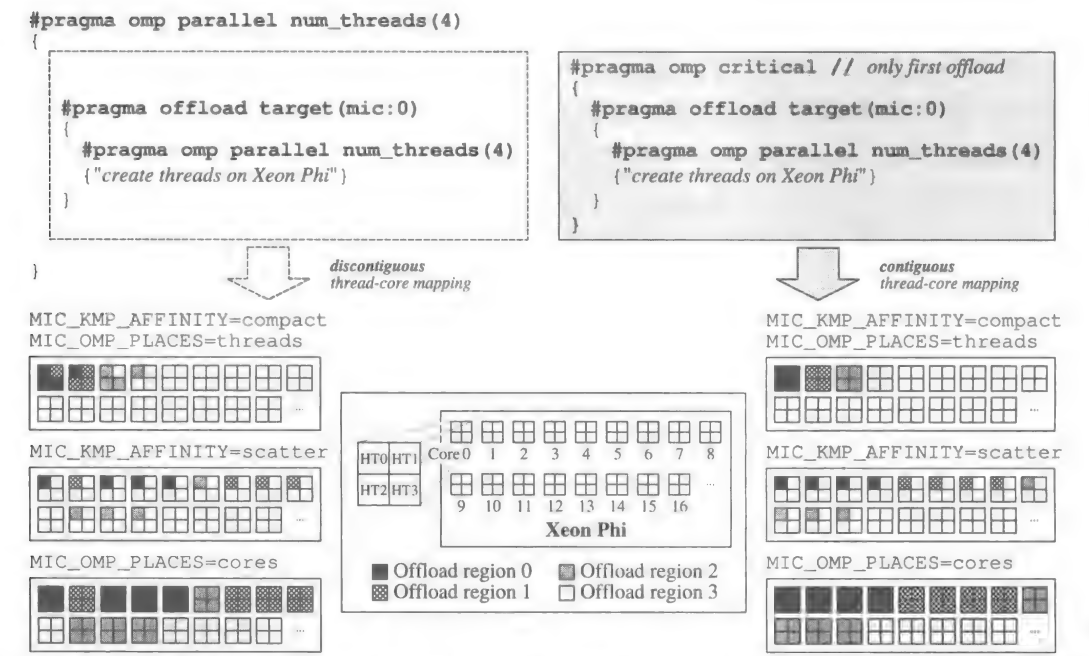 #pragma omp parallel num_threads(4)
{
#pragma offload target(mic:0)
{
#pragma omp parallel num_threads(4)
{"create threads on Xeon Phi"}
}
}
discontiguous
thread-core mapping
#pragma omp critical // only first offload
{
#pragma offload target(mic:0)
{
#pragma omp parallel num_threads(4)
{"create threads on Xeon Phi"}
}
}
contiguous
thread-core mapping
MIC_KMP_AFFINITY=compact
MIC_OMP_PLACES=threads
...
MIC_KMP_AFFINITY=scatter
...
MIC_OMP_PLACES=cores
...
HT0 HT1
HT2 HT3
Core 0 1 2 3 4 5 6 7 8
...
9 10 11 12 13 14 15 16
Xeon Phi
Offload region 0
Offload region 2
Offload region 1
Offload region 3
MIC_KMP_AFFINITY=compact
MIC_OMP_PLACES=threads
...
MIC_KMP_AFFINITY=scatter
...
MIC_OMP_PLACES=cores
...